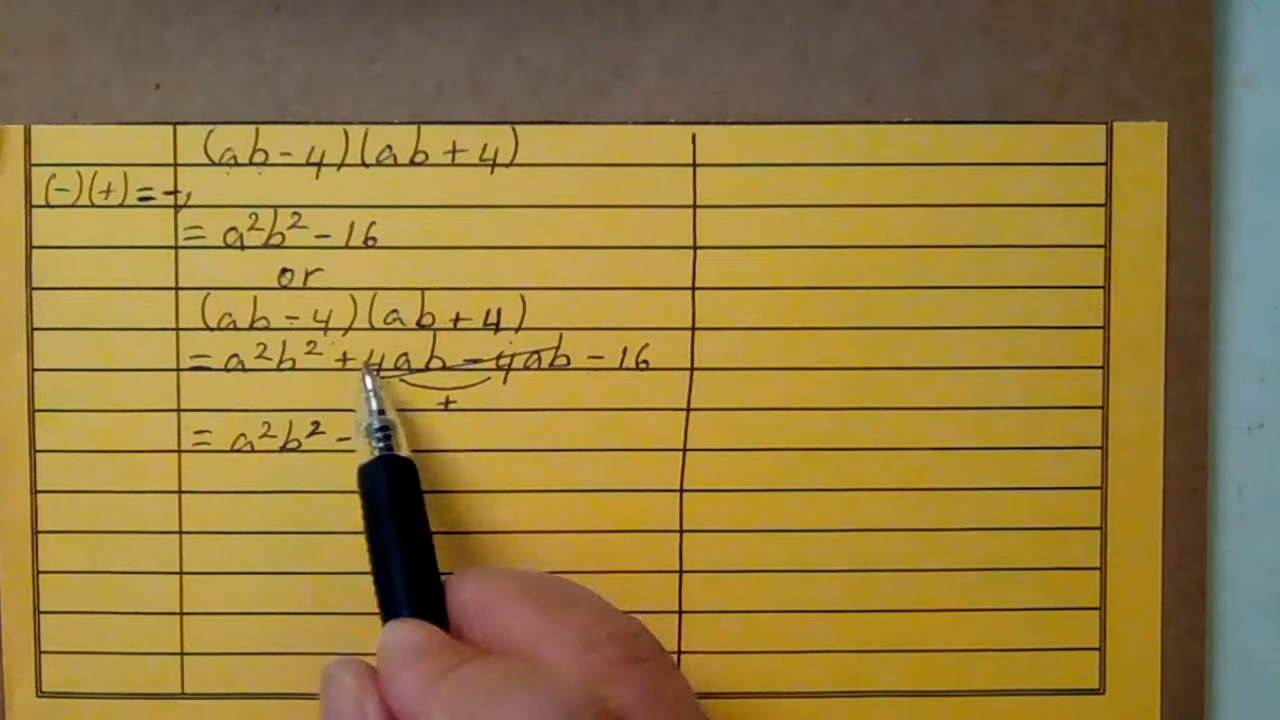 (ab-4)(ab+4)
(-)(+)=-,
= a²b²-16
or
(ab-4)(ab+4)
= a²b²+4ab-4ab-16
+
= a²b²-